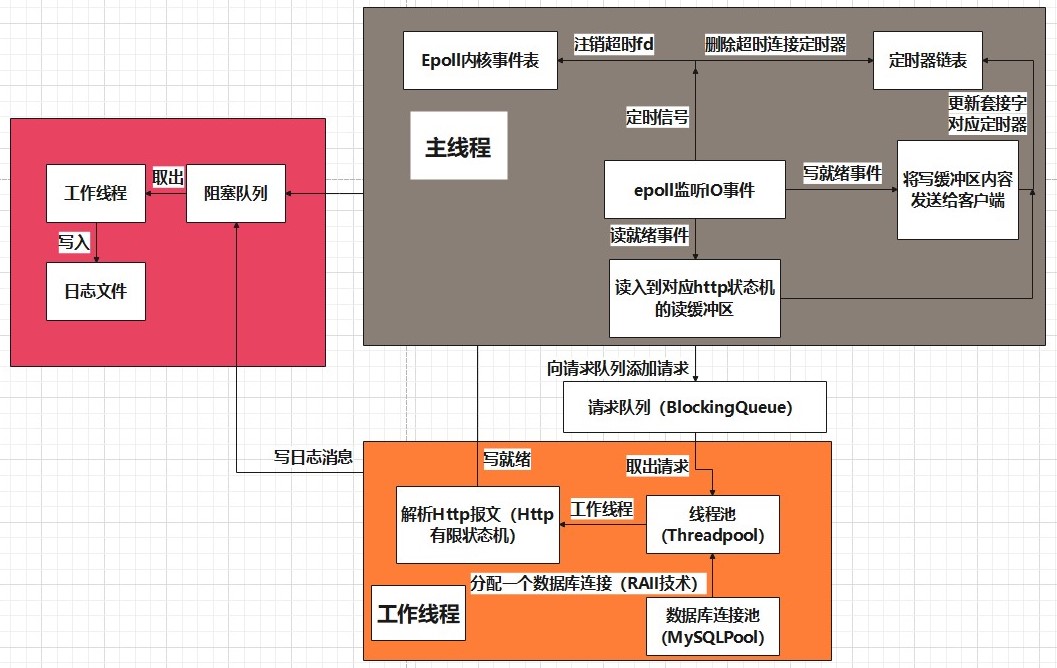 注销超时fd
删除超时连接定时器
Epoll内核事件表
定时器链表
更新套接字
对应定时器
定时信号
主线程
epoll监听IO事件
写就绪事件
将写缓冲区内容
发送给客户端
读就绪事件
读入到对应http状态机
的读缓冲区
工作线程
取出
阻塞队列
写入
日志文件
向请求队列添加请求
请求队列（BlockingQueue）
写日志消息
写就绪
取出请求
解析Http报文（Http
有限状态机）
工作线程
线程池
（Threadpool）
分配一个数据库连接（RAII技术）
工作线程
数据库连接池
（MySQLPool）